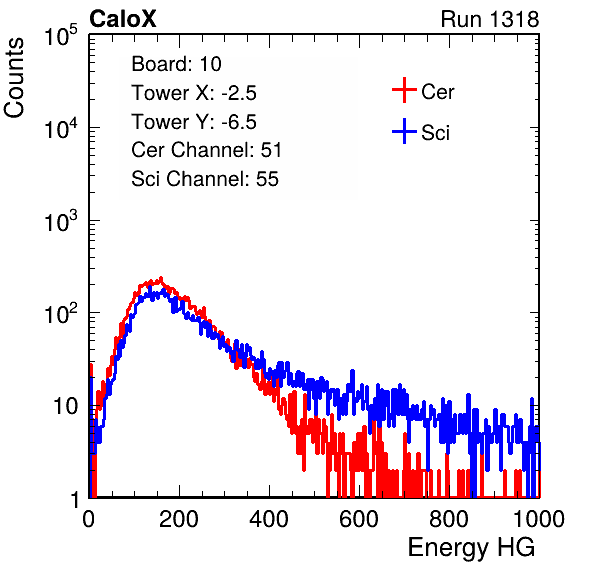 CaloX Run 1318
Counts
Board: 10
Tower X: -2.5
Tower Y: -6.5
Cer Channel: 51
Sci Channel: 55
Cer
Sci
10^5
10^4
10^3
10^2
10
1
0 200 400 600 800 1000
Energy HG